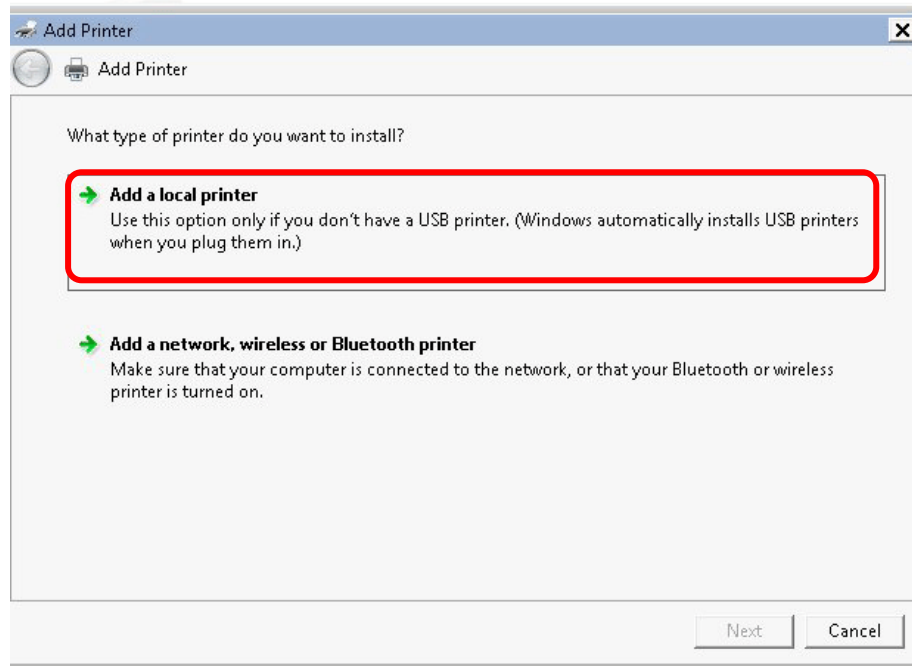 Add Printer
Add Printer
What type of printer do you want to install?
Add a local printer
Use this option only if you don't have a USB printer. (Windows automatically installs USB printers
when you plug them in.)
Add a network, wireless or Bluetooth printer
Make sure that your computer is connected to the network, or that your Bluetooth or wireless
printer is turned on.
Next Cancel